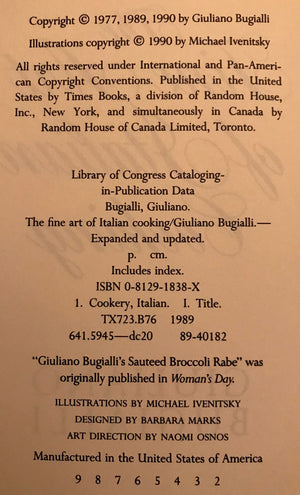 Copyright © 1977, 1989, 1990 by Giuliano Bugialli
Illustrations copyright © 1990 by Michael Ivenitsky
All rights reserved under International and Pan-Ameri-
can Copyright Conventions. Published in the United
States by Times Books, a division of Random House,
Inc., New York, and simultaneously in Canada by
Random House of Canada Limited, Toronto.
Library of Congress Cataloging-
in-Publication Data
Bugialli, Giuliano.
The fine art of Italian cooking/Giuliano Bugialli.—
Expanded and updated.
p. cm.
Includes index.
ISBN 0-8129-1838-X
1. Cookery, Italian. I. Title.
TX723.B76 1989
641.5945—dc20 89-40182
"Giuliano Bugialli's Sauteed Broccoli Rabe" was
originally published in Woman's Day.
ILLUSTRATIONS BY MICHAEL IVENITSKY
DESIGNED BY BARBARA MARKS
ART DIRECTION BY NAOMI OSNOS
Manufactured in the United States of America
9 8 7 6 5 4 3 2